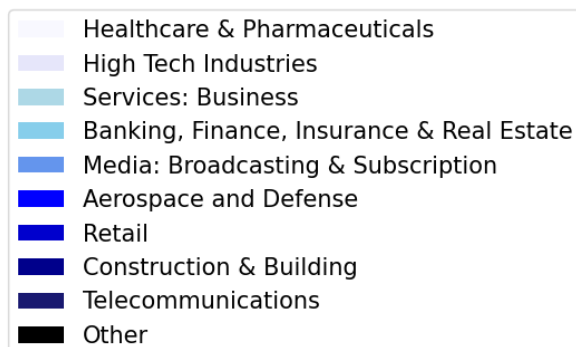 Healthcare & Pharmaceuticals
High Tech Industries
Services: Business
Banking, Finance, Insurance & Real Estate
Media: Broadcasting & Subscription
Aerospace and Defense
Retail
Construction & Building
Telecommunications
Other